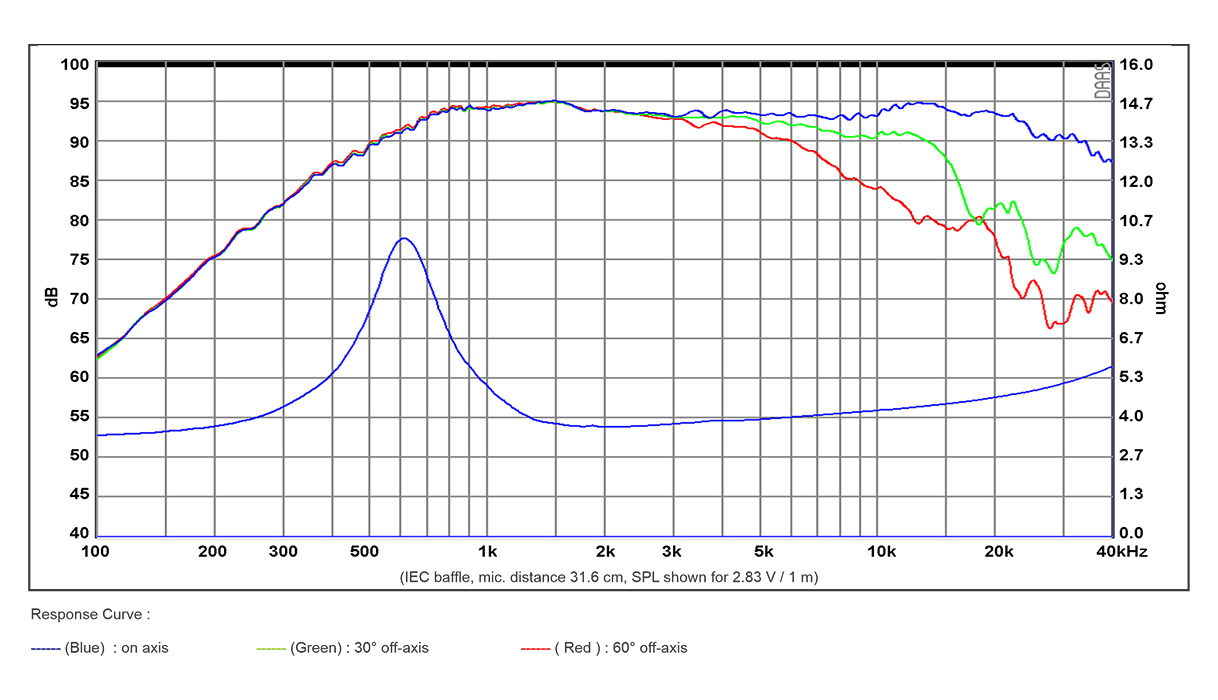 100 16.0
95 14.7
90 13.3
85 12.0
80 10.7
75 9.3
70 8.0
65 6.7
60 5.3
55 4.0
50 2.7
45 1.3
40 0.0
dB
ohm
DAAS
100 200 300 500 1k 2k 3k 5k 10k 20k 40kHz
(IEC baffle, mic. distance 31.6 cm, SPL shown for 2.83 V / 1 m)
Response Curve :
------ (Blue) : on axis ------ (Green) : 30° off-axis ------ ( Red ) : 60° off-axis